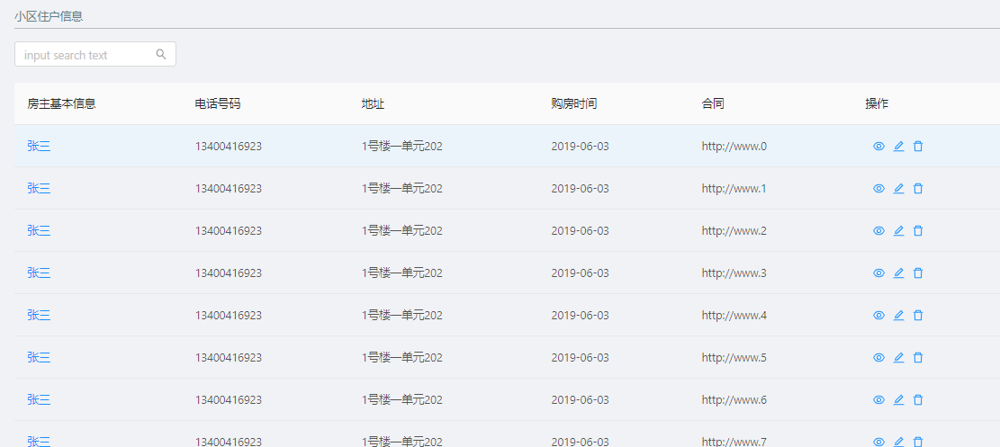 小区住户信息
input search text
房主基本信息 电话号码 地址 购房时间 合同 操作
张三 13400416923 1号楼一单元202 2019-06-03 http://www.0
张三 13400416923 1号楼一单元202 2019-06-03 http://www.1
张三 13400416923 1号楼一单元202 2019-06-03 http://www.2
张三 13400416923 1号楼一单元202 2019-06-03 http://www.3
张三 13400416923 1号楼一单元202 2019-06-03 http://www.4
张三 13400416923 1号楼一单元202 2019-06-03 http://www.5
张三 13400416923 1号楼一单元202 2019-06-03 http://www.6
张三 13400416923 1号楼一单元202 2019-06-03 http://www.7